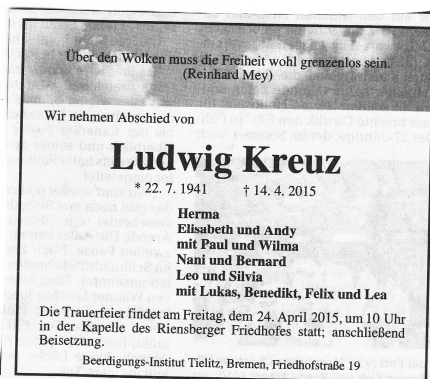 Über den Wolken muss die Freiheit wohl grenzenlos sein.
(Reinhard Mey)
Wir nehmen Abschied von
Ludwig Kreuz
* 22. 7. 1941 † 14. 4. 2015
Herma
Elisabeth und Andy
mit Paul und Wilma
Nani und Bernard
Leo und Silvia
mit Lukas, Benedikt, Felix und Lea
Die Trauerfeier findet am Freitag, dem 24. April 2015, um 10 Uhr
in der Kapelle des Riensberger Friedhofes statt; anschließend
Beisetzung.
Beerdigungs-Institut Tielitz, Bremen, Friedhofstraße 19